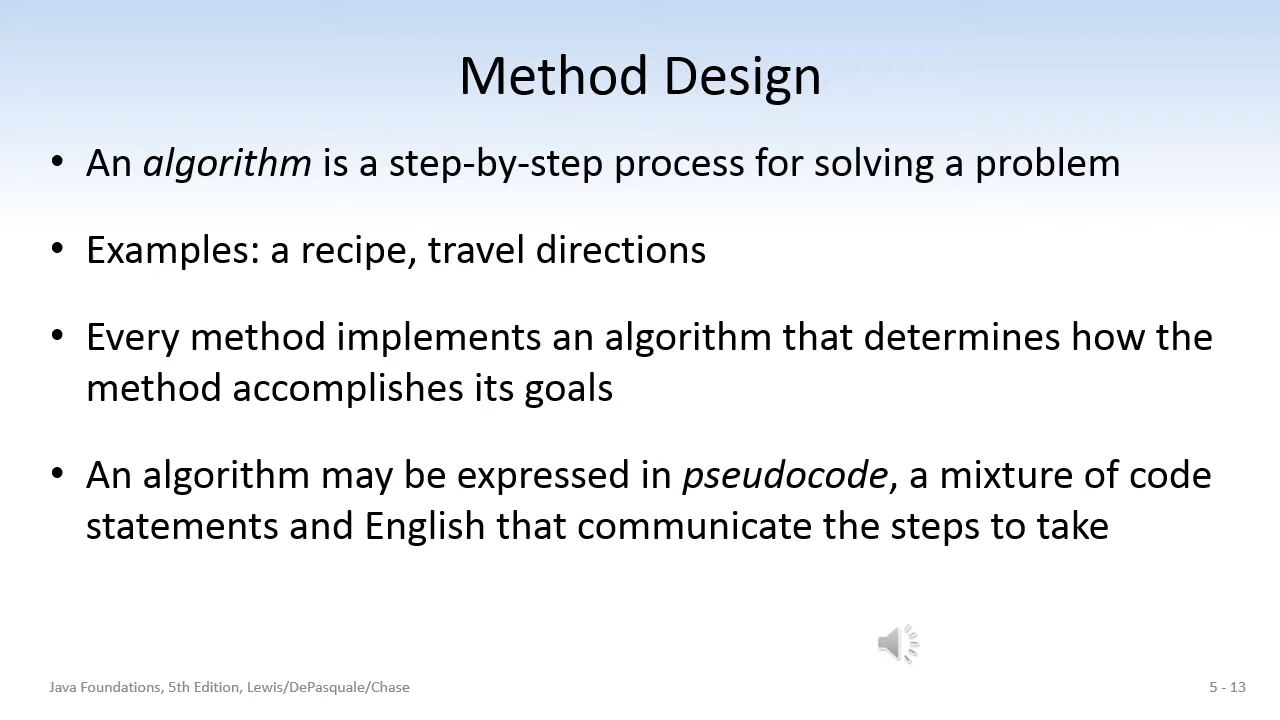 Method Design
• An algorithm is a step-by-step process for solving a problem
• Examples: a recipe, travel directions
• Every method implements an algorithm that determines how the
method accomplishes its goals
• An algorithm may be expressed in pseudocode, a mixture of code
statements and English that communicate the steps to take
Java Foundations, 5th Edition, Lewis/DePasquale/Chase
5 - 13